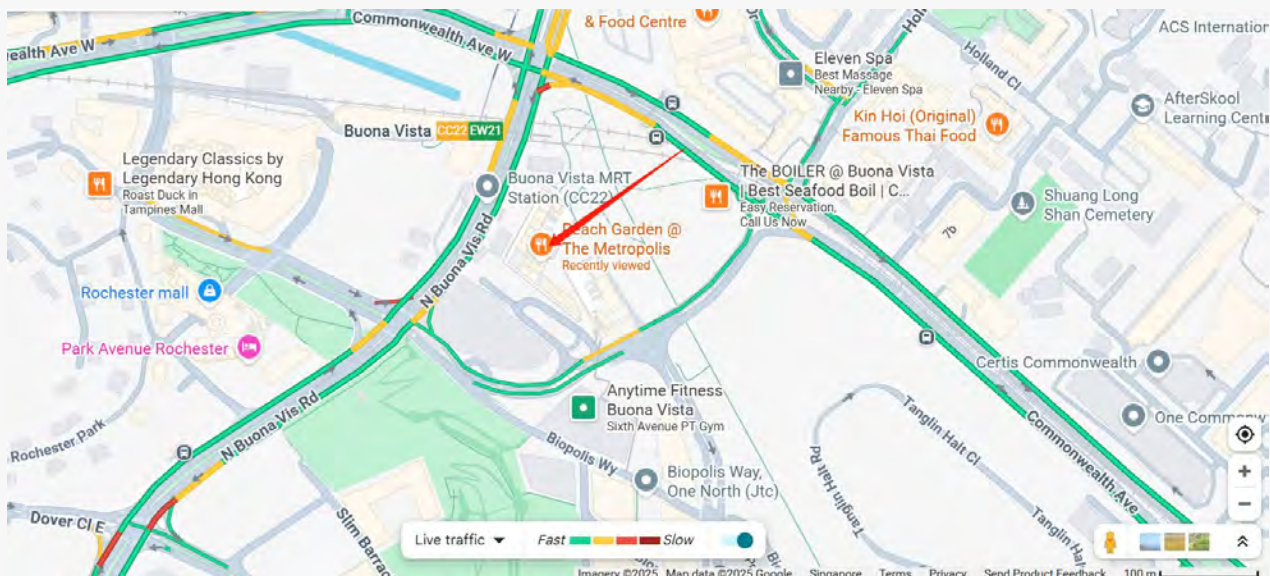 & Food Centre
Commonwealth Ave W
wealth Ave W
Commonwealth Ave W
ACS Internation
Holland Cl
Eleven Spa
Best Massage
Nearby - Eleven Spa
AfterSkool
Learning Cent
Kin Hoi (Original)
Famous Thai Food
Buona Vista CC22 EW21
Legendary Classics by
Legendary Hong Kong
Roast Duck in
Tampines Mall
Buona Vista MRT
Station (CC22)
The BOILER @ Buona Vista
| Best Seafood Boil | C...
Easy Reservation,
Call Us Now
Shuang Long
Shan Cemetery
7b
Peach Garden @
The Metropolis
Recently viewed
N Buona Vis Rd
Rochester mall
Park Avenue Rochester
Certis Commonwealth
Anytime Fitness
Buona Vista
Sixth Avenue PT Gym
One Commonw
Tanglin Halt Cl
Commonwealth Ave
N Buona Vis Rd
Rochester Park
Biopolis Wy
Tanglin Halt Rd
Biopolis Way,
One North (Jtc)
Dover Cl E
Slim Barrac
Live traffic
Fast
Slow
Tanglin Halt
Imagery ©2025 Map data ©2025 Google Singapore Terms Privacy Send Product Feedback 100 m